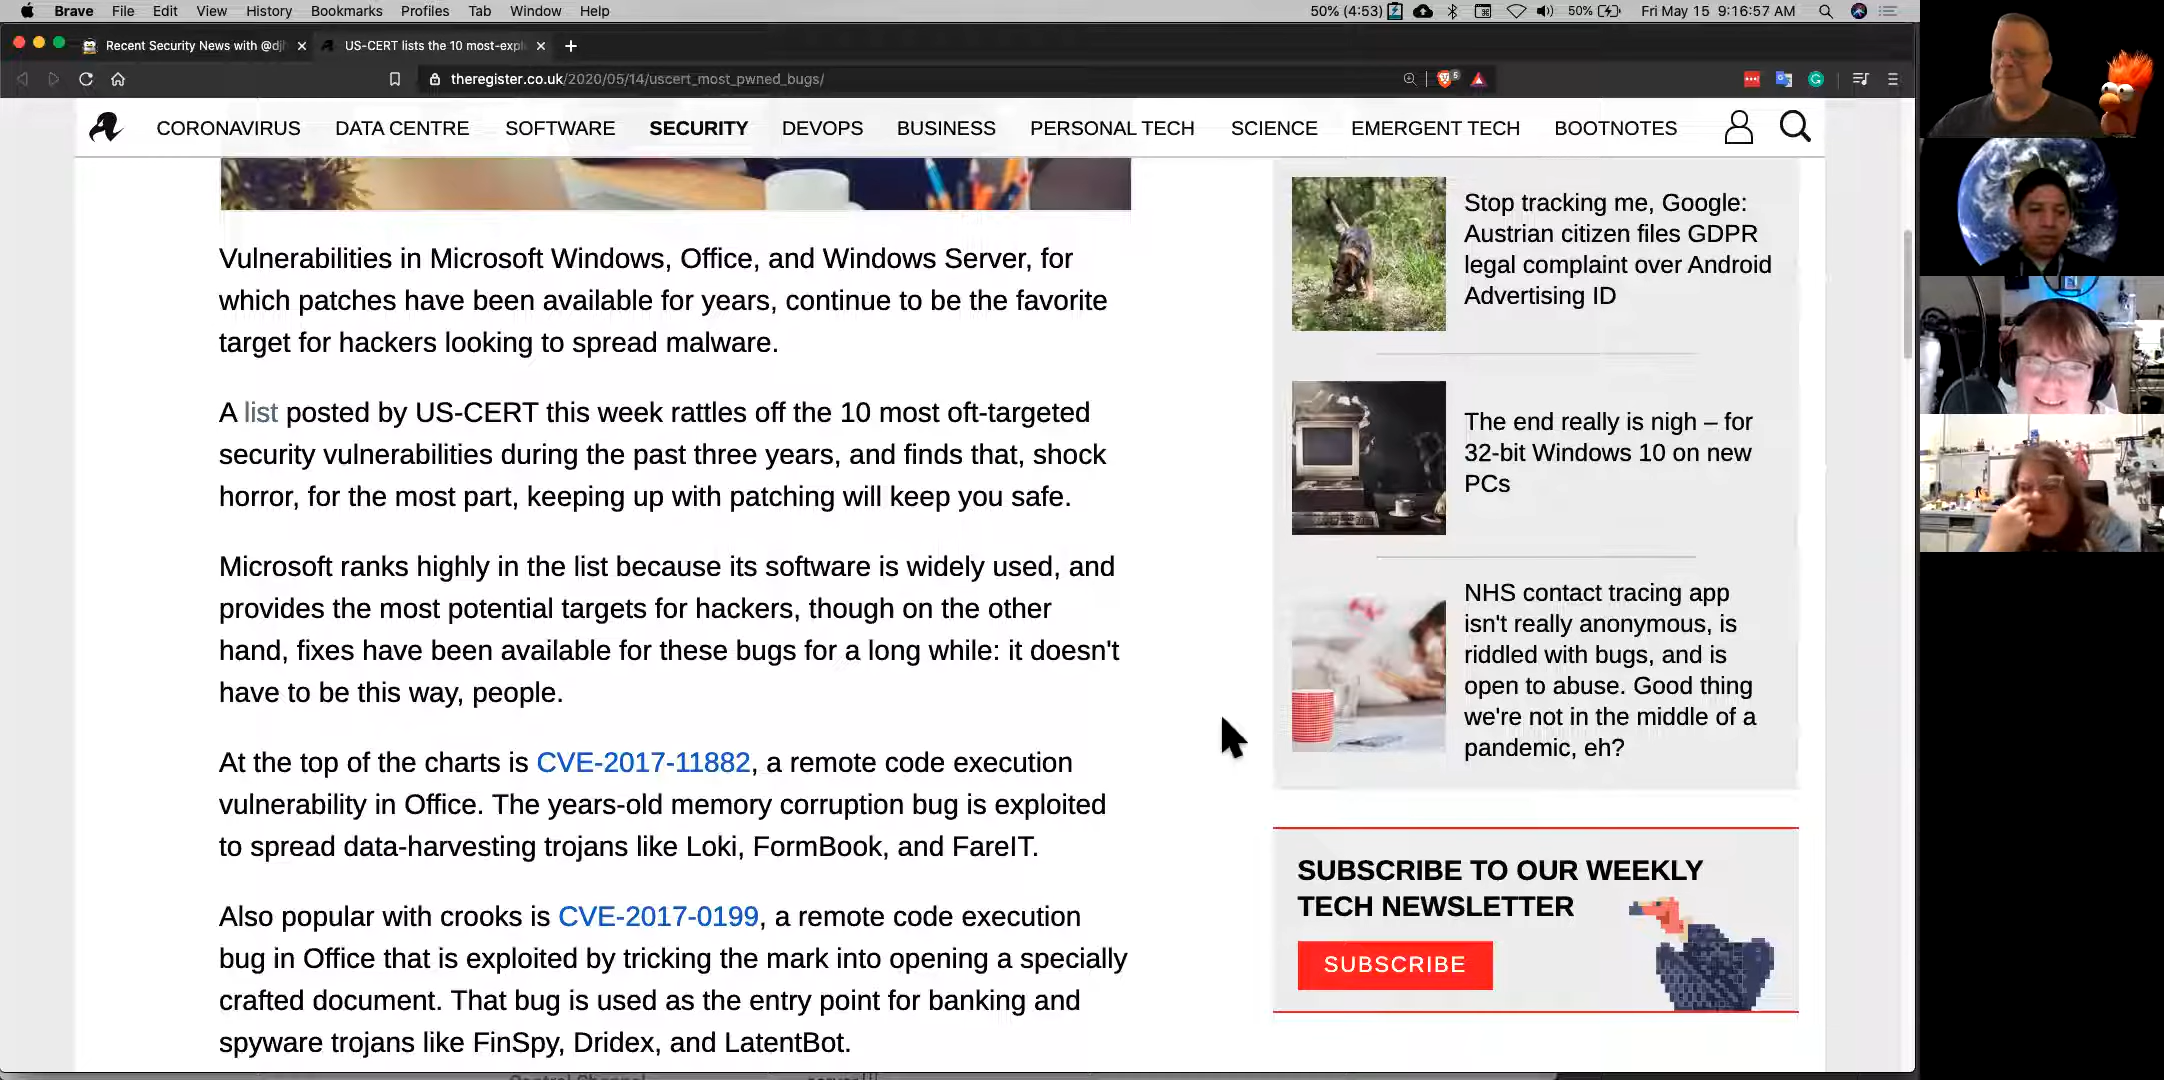 Brave File Edit View History Bookmarks Profiles Tab Window Help 50% (4:53) 50% Fri May 15 9:16:57 AM
Recent Security News with @djl
US-CERT lists the 10 most-expl
theregister.co.uk/2020/05/14/uscert_most_pwned_bugs/
CORONAVIRUS DATA CENTRE SOFTWARE SECURITY DEVOPS BUSINESS PERSONAL TECH SCIENCE EMERGENT TECH BOOTNOTES
Vulnerabilities in Microsoft Windows, Office, and Windows Server, for
which patches have been available for years, continue to be the favorite
target for hackers looking to spread malware.
A list posted by US-CERT this week rattles off the 10 most oft-targeted
security vulnerabilities during the past three years, and finds that, shock
horror, for the most part, keeping up with patching will keep you safe.
Microsoft ranks highly in the list because its software is widely used, and
provides the most potential targets for hackers, though on the other
hand, fixes have been available for these bugs for a long while: it doesn't
have to be this way, people.
At the top of the charts is CVE-2017-11882, a remote code execution
vulnerability in Office. The years-old memory corruption bug is exploited
to spread data-harvesting trojans like Loki, FormBook, and FareIT.
Also popular with crooks is CVE-2017-0199, a remote code execution
bug in Office that is exploited by tricking the mark into opening a specially
crafted document. That bug is used as the entry point for banking and
spyware trojans like FinSpy, Dridex, and LatentBot.
Stop tracking me, Google:
Austrian citizen files GDPR
legal complaint over Android
Advertising ID
The end really is nigh – for
32-bit Windows 10 on new
PCs
NHS contact tracing app
isn't really anonymous, is
riddled with bugs, and is
open to abuse. Good thing
we're not in the middle of a
pandemic, eh?
SUBSCRIBE TO OUR WEEKLY
TECH NEWSLETTER
SUBSCRIBE